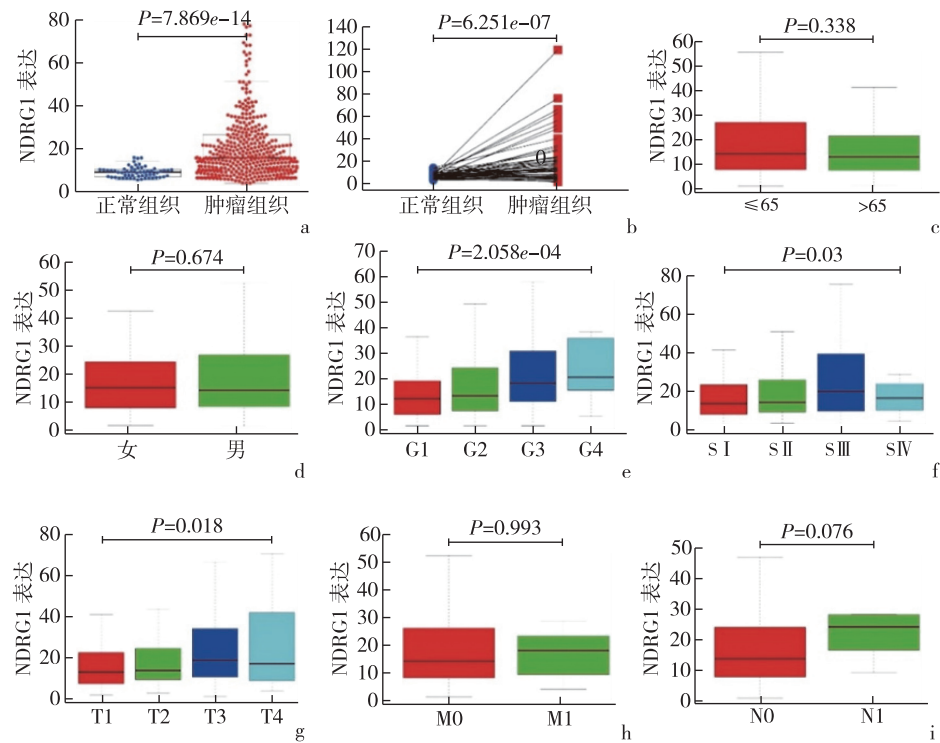 P=7.869e−14
NDRG1 表达
80
60
40
20
0
正常组织 肿瘤组织
a
P=6.251e−07
NDRG1 表达
140
120
100
80
60
40
20
0
0
正常组织 肿瘤组织
b
P=0.338
NDRG1 表达
60
50
40
30
20
10
0
≤65 >65
c
P=0.674
NDRG1 表达
60
50
40
30
20
10
0
女 男
d
P=2.058e−04
NDRG1 表达
70
60
50
40
30
20
10
0
G1 G2 G3 G4
e
P=0.03
NDRG1 表达
80
60
40
20
0
SⅠ SⅡ SⅢ SⅣ
f
P=0.018
NDRG1 表达
80
60
40
20
0
T1 T2 T3 T4
g
P=0.993
NDRG1 表达
60
50
40
30
20
10
0
M0 M1
h
P=0.076
NDRG1 表达
50
40
30
20
10
0
N0 N1
i